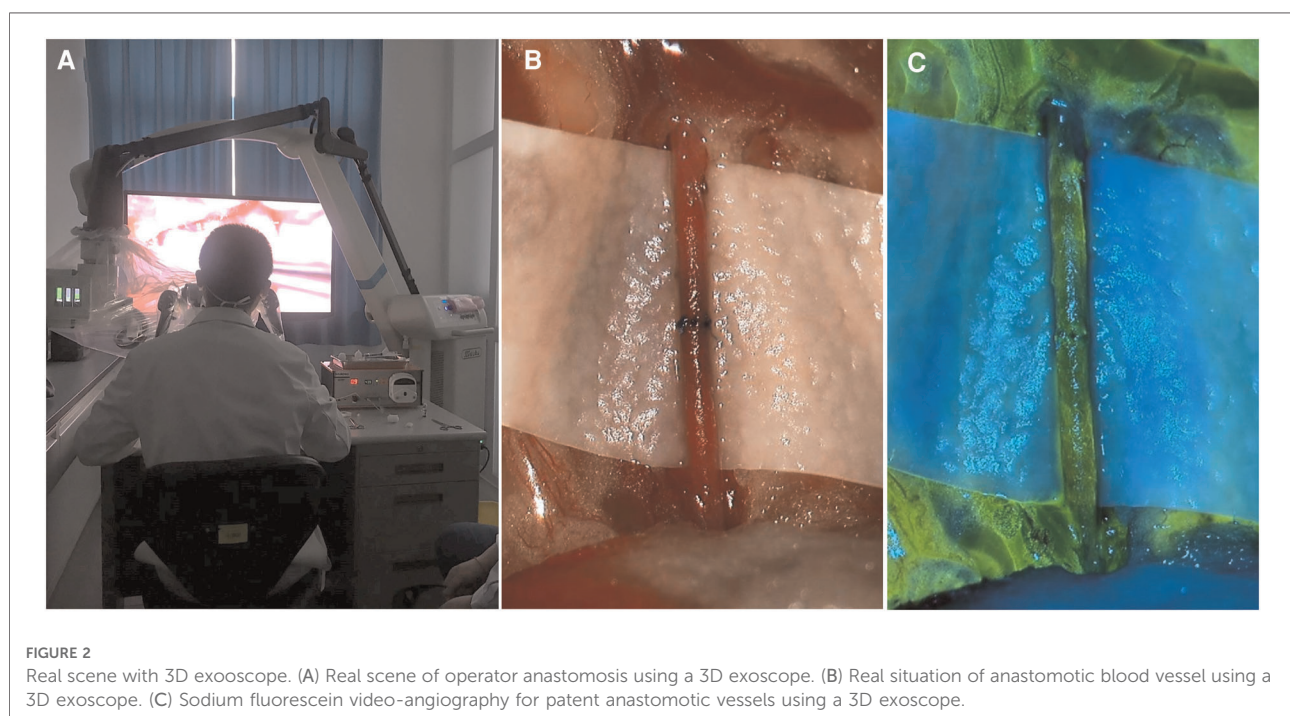 A
B
C
FIGURE 2
Real scene with 3D exooscope. (A) Real scene of operator anastomosis using a 3D exoscope. (B) Real situation of anastomotic blood vessel using a
3D exoscope. (C) Sodium fluorescein video-angiography for patent anastomotic vessels using a 3D exoscope.